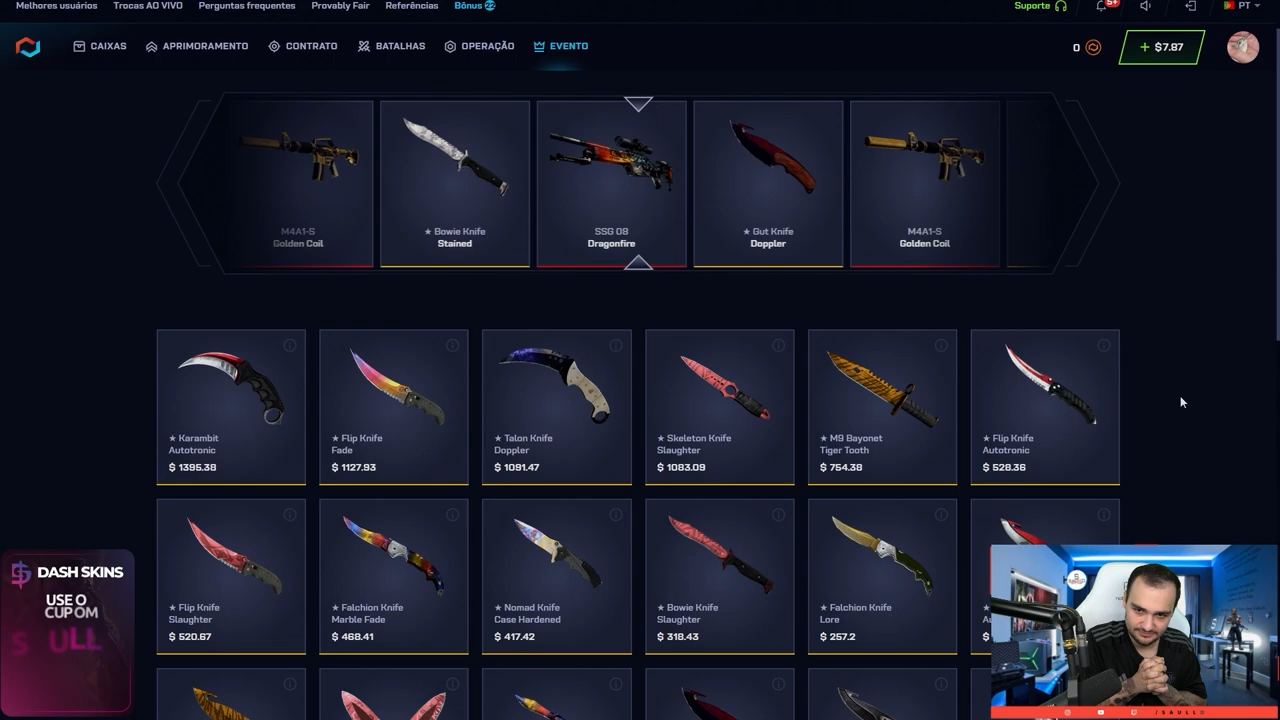 Melhores usuários Trocas AO VIVO Perguntas frequentes Provably Fair Referências Bônus 22 Suporte 5+ PT
CAIXAS APRIMORAMENTO CONTRATO BATALHAS OPERAÇÃO EVENTO 0 + $7.87
M4A1-S ★ Bowie Knife SSG 08 ★ Gut Knife M4A1-S
Golden Coil Stained Dragonfire Doppler Golden Coil
★ Karambit ★ Flip Knife ★ Talon Knife ★ Skeleton Knife ★ M9 Bayonet ★ Flip Knife
Autotronic Fade Doppler Slaughter Tiger Tooth Autotronic
$ 1395.38 $ 1127.93 $ 1091.47 $ 1083.09 $ 754.38 $ 528.36
★ Flip Knife ★ Falchion Knife ★ Nomad Knife ★ Bowie Knife ★ Falchion Knife
Slaughter Marble Fade Case Hardened Slaughter Lore
$ 520.67 $ 468.41 $ 417.42 $ 318.43 $ 257.2
DASH SKINS
USE O
CUPOM
S ULL
/SAULLO